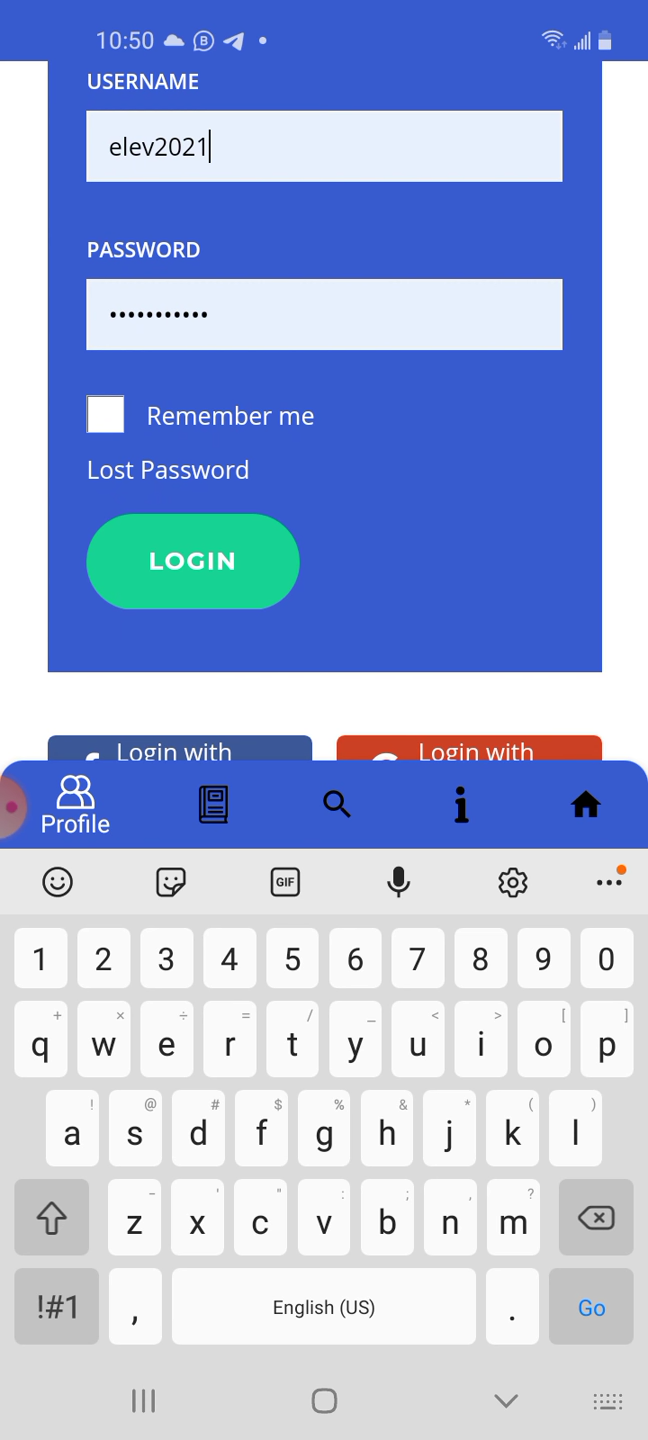 10:50
USERNAME
elev2021
PASSWORD
•••••••••••
Remember me
Lost Password
LOGIN
Login with
Login with
Profile
GIF
1 2 3 4 5 6 7 8 9 0
+ × ÷ = / _ < > [ ]
q w e r t y u i o p
! @ # $ % & * ( )
a s d f g h j k l
- ' " : ; , ?
z x c v b n m
!#1 , English (US) . Go